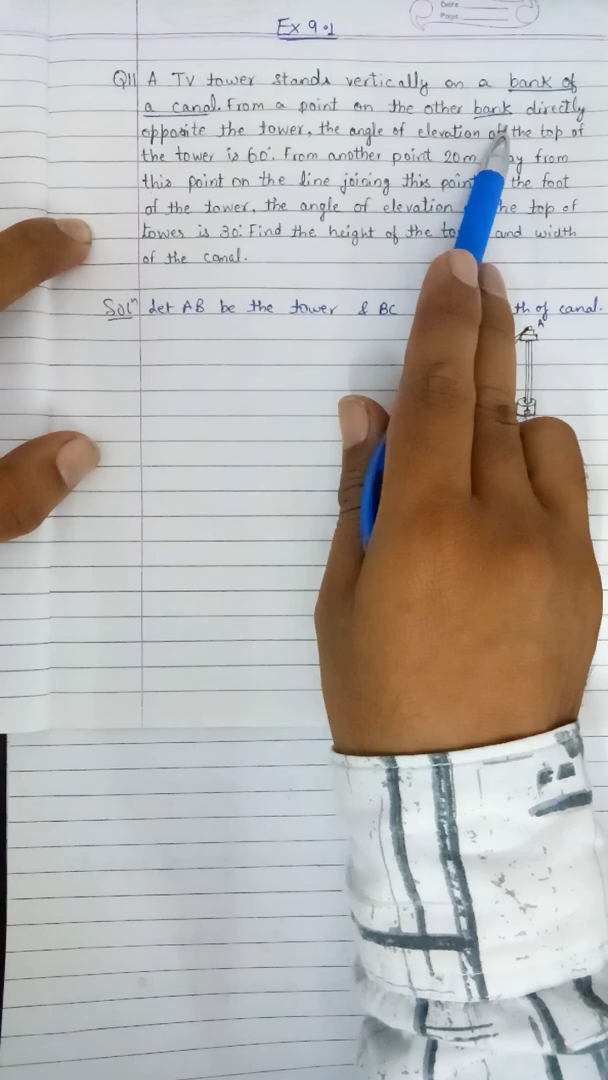 Date
Page
Ex 9.1
Q11 A TV tower stands vertically on a bank of
a canal. From a point on the other bank directly
opposite the tower, the angle of elevation of the top of
the tower is 60°. From another point 20m from
this point on the line joining this point the foot
of the tower, the angle of elevation the top of
tower is 30°. Find the height of the and width
of the canal.
Solⁿ Let AB be the tower & BC of canal.
A